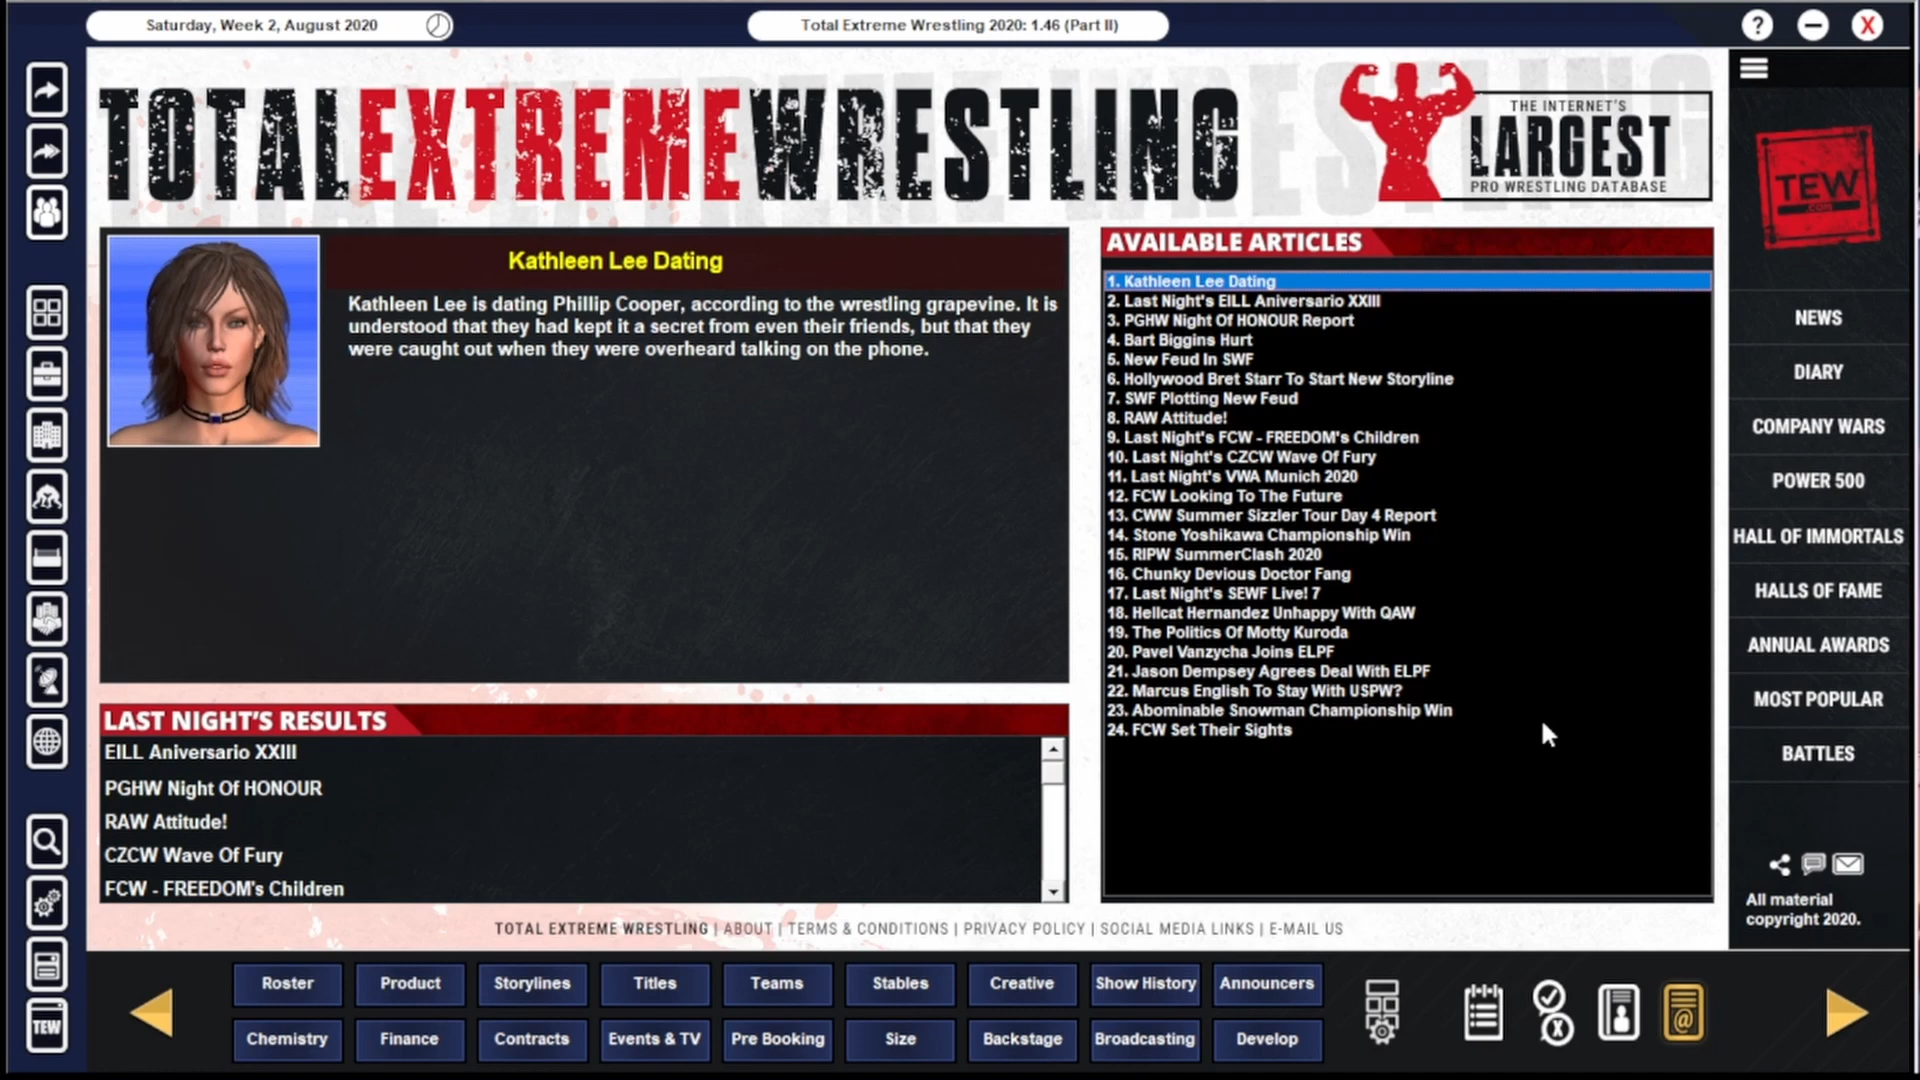 Saturday, Week 2, August 2020
Total Extreme Wrestling 2020: 1.46 (Part II)
?
X
TOTALEXTREMEWRESTLING
THE INTERNET'S
LARGEST
PRO WRESTLING DATABASE
TEW
.com
Kathleen Lee Dating
Kathleen Lee is dating Phillip Cooper, according to the wrestling grapevine. It is
understood that they had kept it a secret from even their friends, but that they
were caught out when they were overheard talking on the phone.
AVAILABLE ARTICLES
1. Kathleen Lee Dating
2. Last Night's EILL Aniversario XXIII
3. PGHW Night Of HONOUR Report
4. Bart Biggins Hurt
5. New Feud In SWF
6. Hollywood Bret Starr To Start New Storyline
7. SWF Plotting New Feud
8. RAW Attitude!
9. Last Night's FCW - FREEDOM's Children
10. Last Night's CZCW Wave Of Fury
11. Last Night's VWA Munich 2020
12. FCW Looking To The Future
13. CWW Summer Sizzler Tour Day 4 Report
14. Stone Yoshikawa Championship Win
15. RIPW SummerClash 2020
16. Chunky Devious Doctor Fang
17. Last Night's SEWF Live! 7
18. Hellcat Hernandez Unhappy With QAW
19. The Politics Of Motty Kuroda
20. Pavel Vanzycha Joins ELPF
21. Jason Dempsey Agrees Deal With ELPF
22. Marcus English To Stay With USPW?
23. Abominable Snowman Championship Win
24. FCW Set Their Sights
NEWS
DIARY
COMPANY WARS
POWER 500
HALL OF IMMORTALS
HALLS OF FAME
ANNUAL AWARDS
MOST POPULAR
BATTLES
All material
copyright 2020.
LAST NIGHT'S RESULTS
EILL Aniversario XXIII
PGHW Night Of HONOUR
RAW Attitude!
CZCW Wave Of Fury
FCW - FREEDOM's Children
TOTAL EXTREME WRESTLING | ABOUT | TERMS & CONDITIONS | PRIVACY POLICY | SOCIAL MEDIA LINKS | E-MAIL US
TEW
Roster Product Storylines Titles Teams Stables Creative Show History Announcers
Chemistry Finance Contracts Events & TV Pre Booking Size Backstage Broadcasting Develop